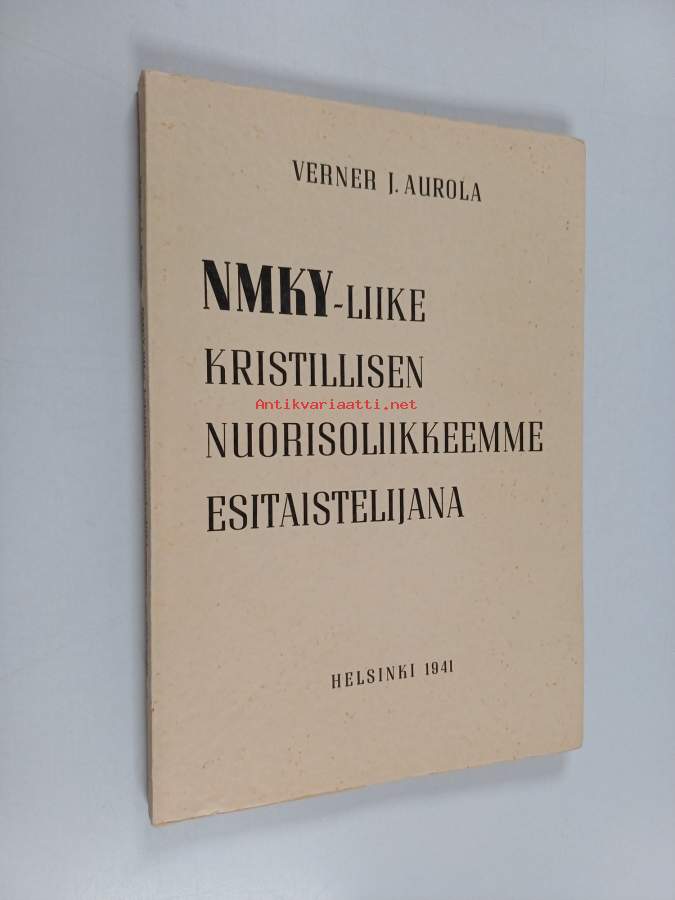 VERNER J. AUROLA
NMKY-LIIKE
KRISTILLISEN
Antikvariaatti.net
NUORISOLIIKKEEMME
ESITAISTELIJANA
HELSINKI 1941